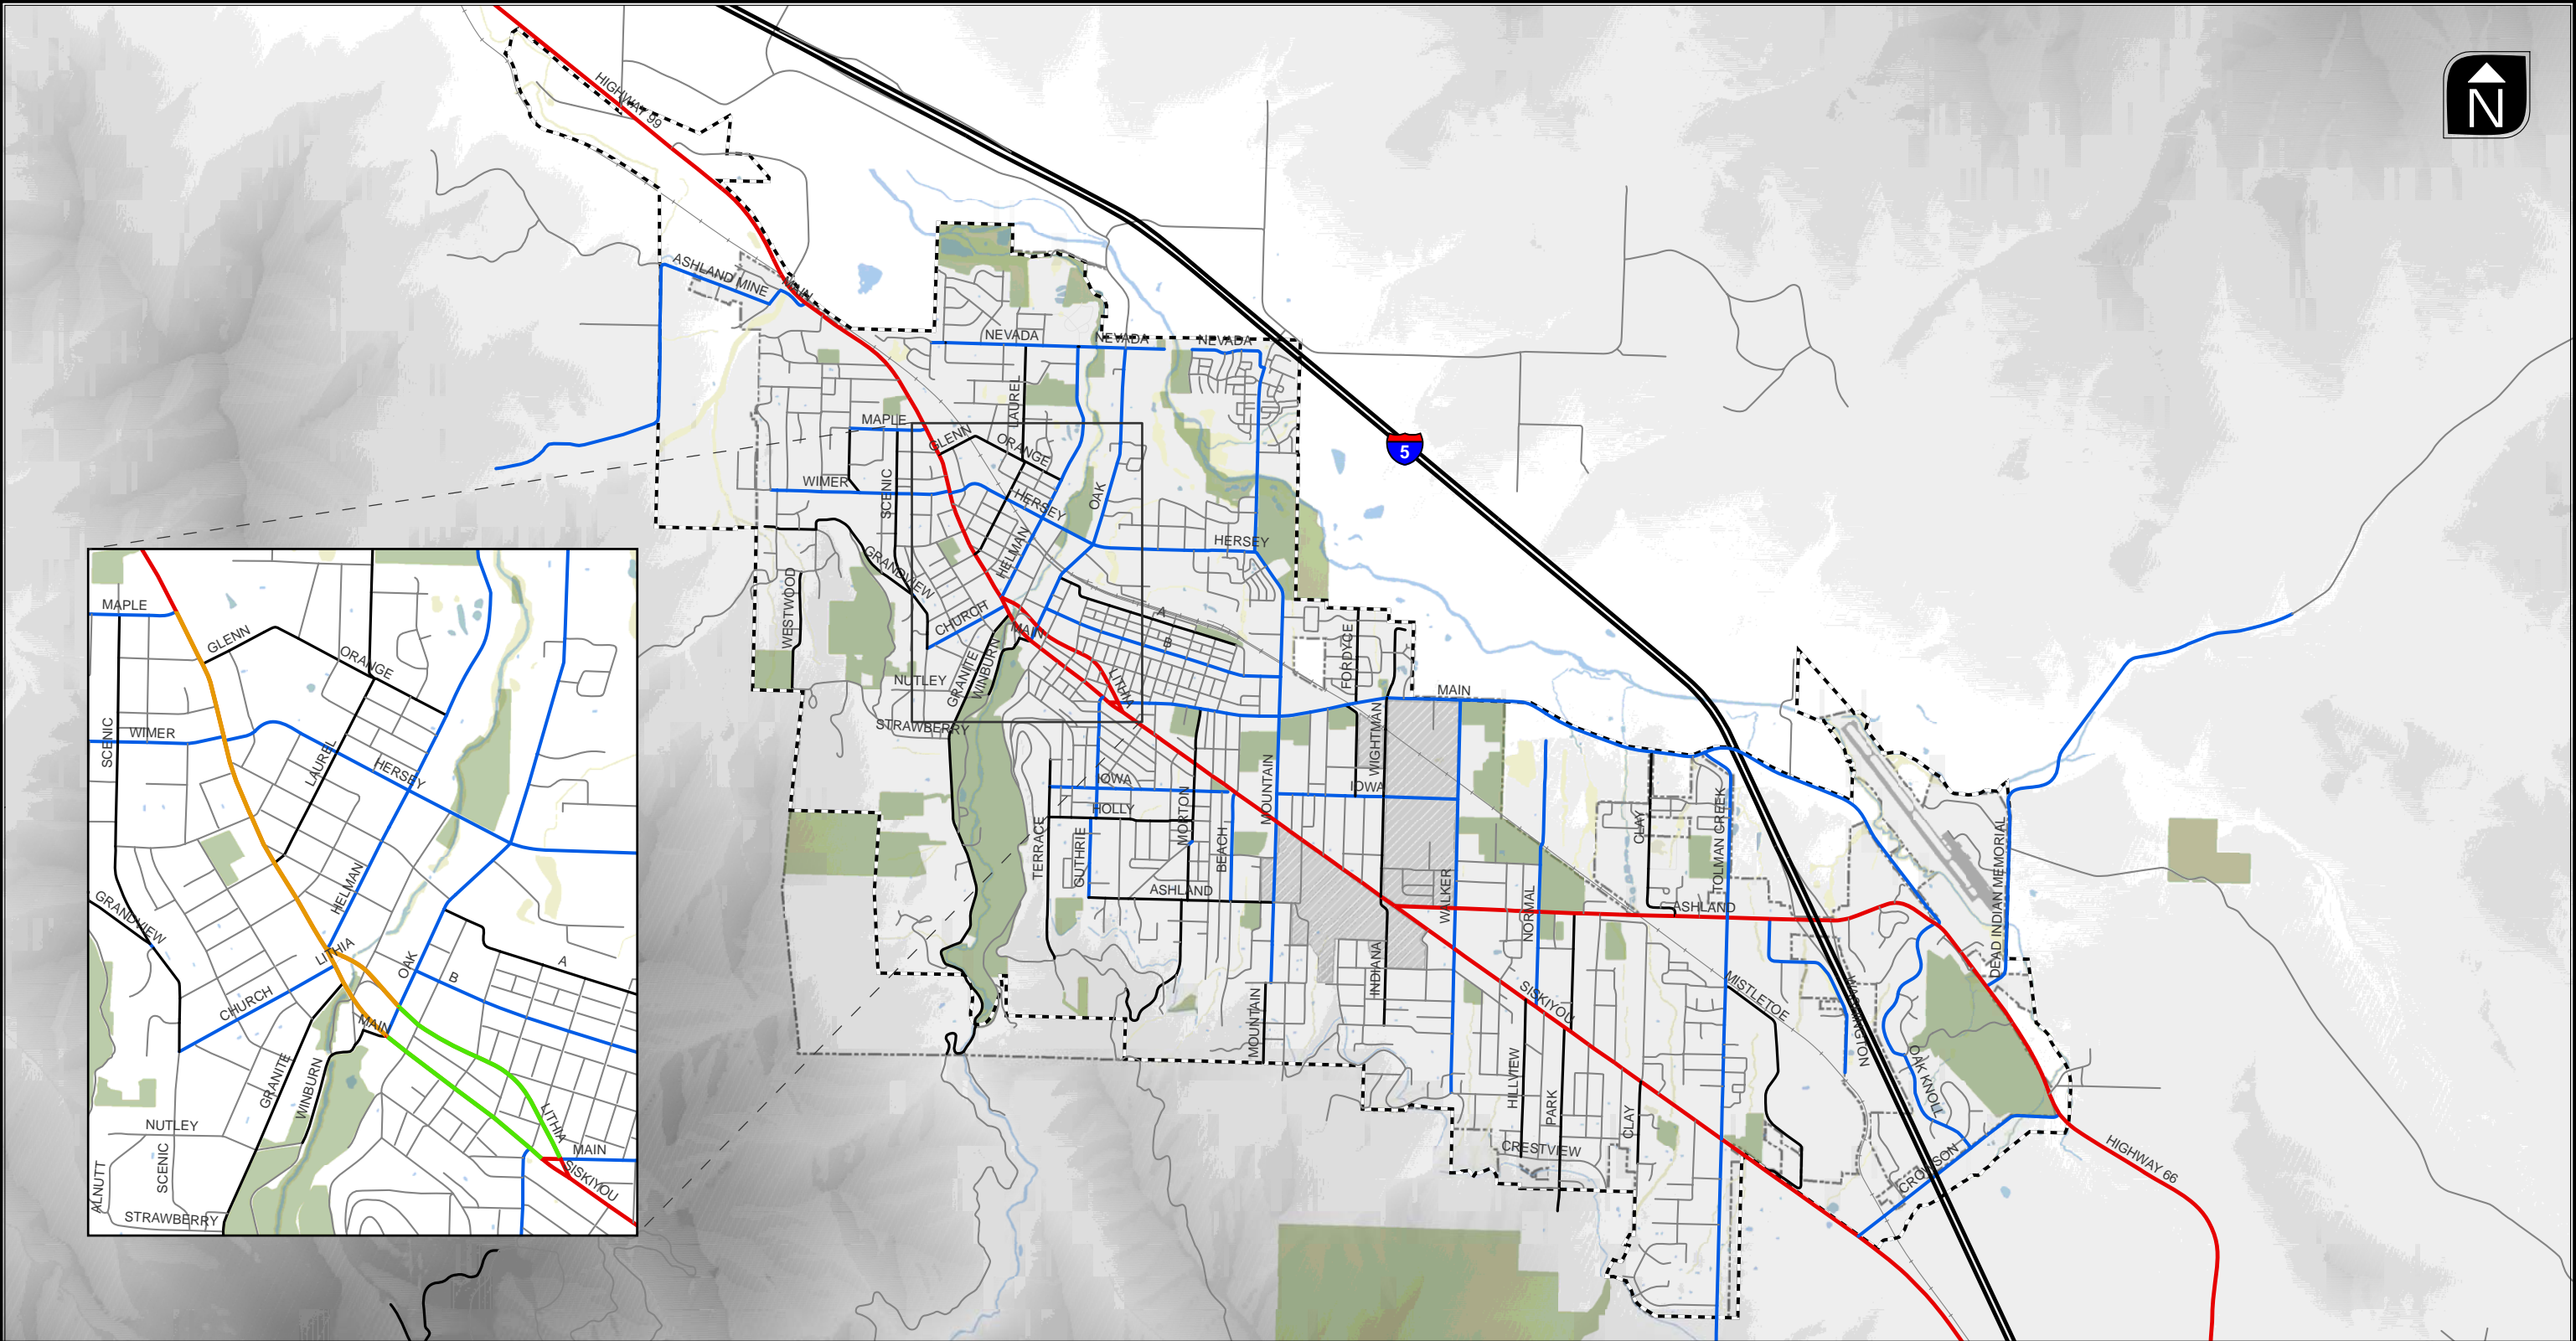 HIGHWAY 99
N
ASHLAND MINE
MAIN
NEVADA
NEVADA
NEVADA
LAUREL
MAPLE
GLENN
ORANGE
5
WIMER
SCENIC
HERSEY
OAK
HERSEY
HELMAN
GRANDVIEW
WESTWOOD
CHURCH
MAIN
A
B
FORDYCE
GRANITE
WINBURN
NUTLEY
LITHIA
MAIN
STRAWBERRY
WIGHTMAN
IOWA
IOWA
MOUNTAIN
HOLLY
MORTON
TERRACE
GUTHRIE
BEACH
CLAY
TOLMAN CREEK
DEAD INDIAN MEMORIAL
ASHLAND
WALKER
NORMAL
ASHLAND
INDIANA
MOUNTAIN
SISKIYOU
MISTLETOE
WASHINGTON
OAK KNOLL
HILLVIEW
PARK
CLAY
CRESTVIEW
CROWSON
HIGHWAY 66
MAPLE
GLENN
ORANGE
SCENIC
WIMER
LAUREL
HERSEY
HELMAN
GRANDVIEW
LITHIA
OAK
A
B
CHURCH
MAIN
GRANITE
WINBURN
LITHIA
NUTLEY
MAIN
SCENIC
SISKIYOU
ALNUTT
STRAWBERRY